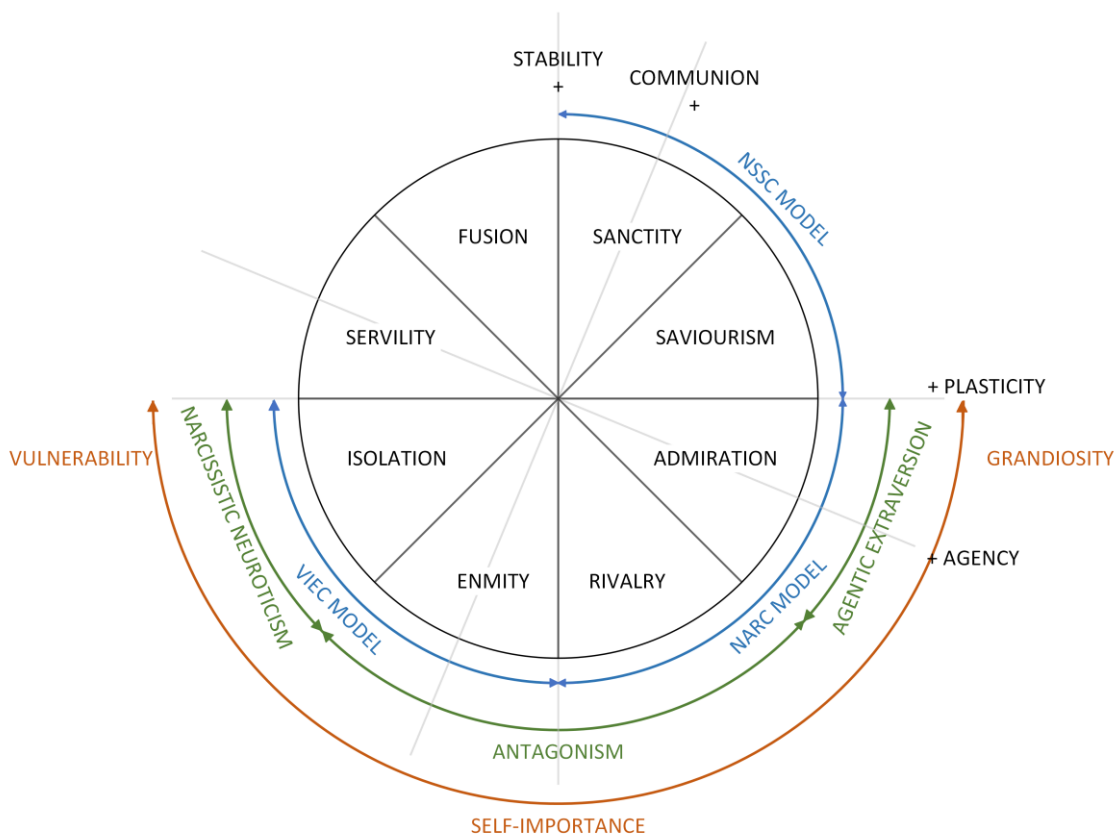 STABILITY
+
COMMUNION
+
NSSC MODEL
FUSION
SANCTITY
SERVILITY
SAVIOURISM
+ PLASTICITY
VULNERABILITY
NARCISSISTIC NEUROTICISM
ISOLATION
ADMIRATION
AGENTIC EXTRAVERSION
GRANDIOSITY
+ AGENCY
VIEC MODEL
ENMITY
RIVALRY
NARC MODEL
ANTAGONISM
SELF-IMPORTANCE